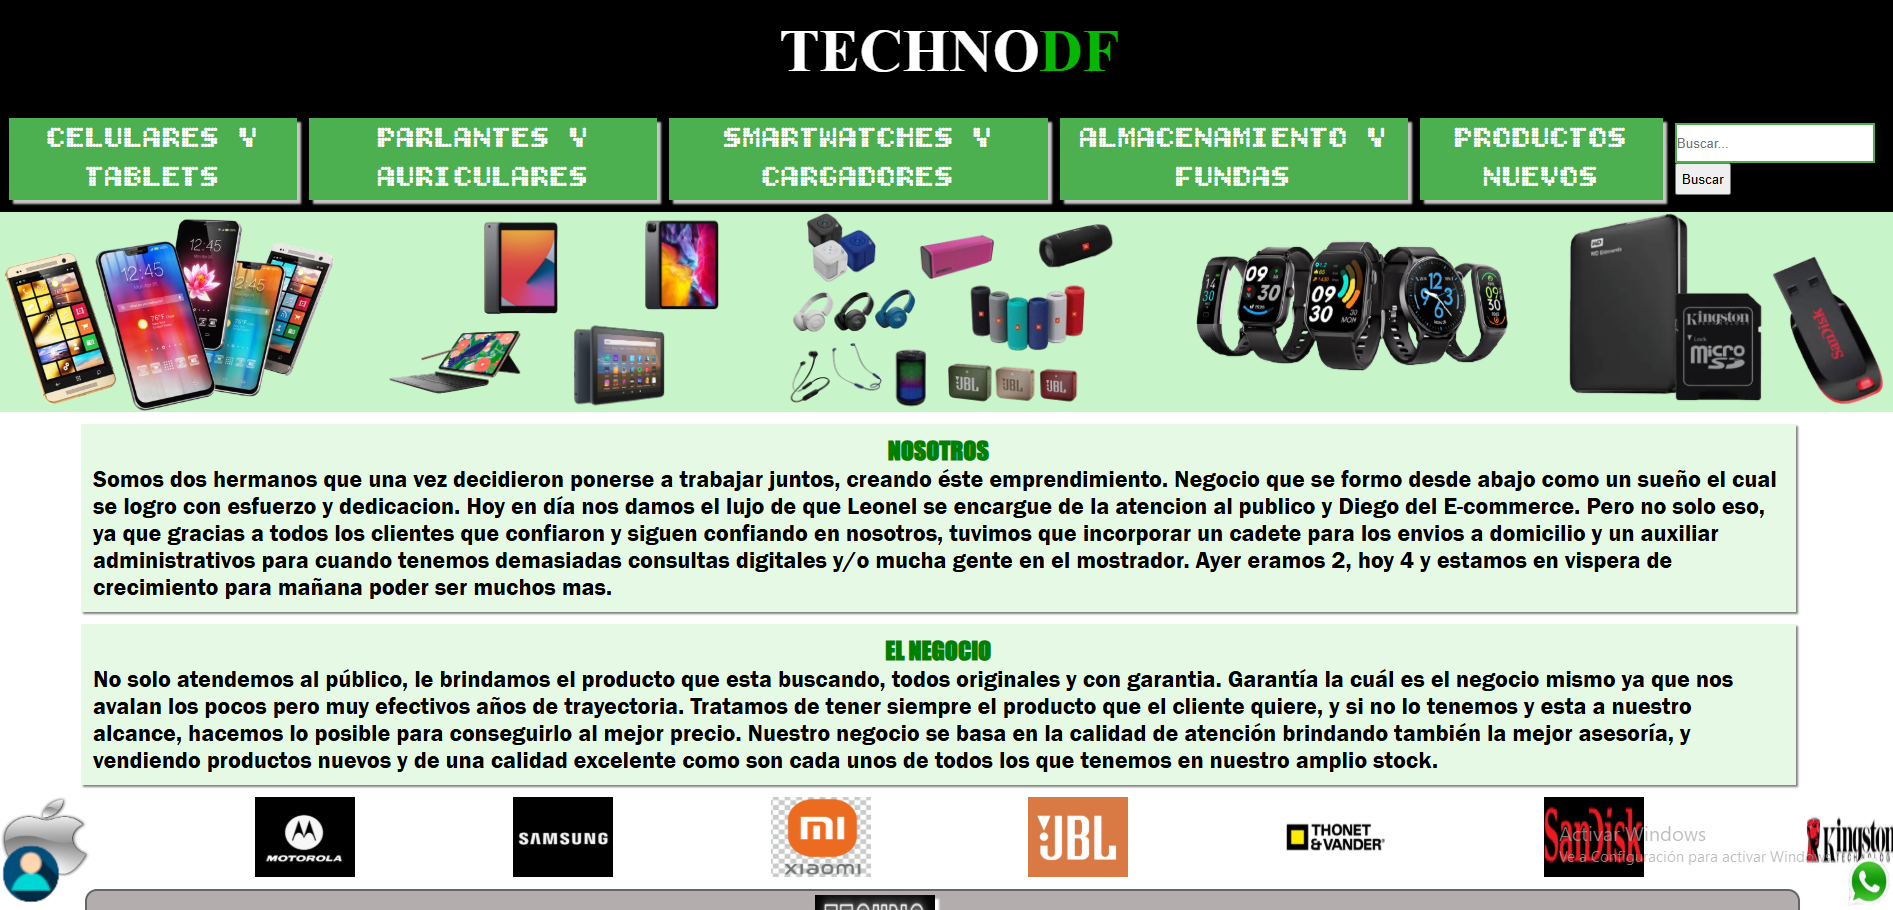 TECHNODF
CELULARES Y
TABLETS
PARLANTES Y
AURICULARES
SMARTWATCHES Y
CARGADORES
ALMACENAMIENTO Y
FUNDAS
PRODUCTOS
NUEVOS
Buscar...
Buscar
12:45
12:45
12:45
76°F
JBL
JBL
JBL
09
30
09
30
12
09
30
WD
WD Elements
Kingston
Lock
micro
SD
SanDisk
NOSOTROS
Somos dos hermanos que una vez decidieron ponerse a trabajar juntos, creando éste emprendimiento. Negocio que se formo desde abajo como un sueño el cual
se logro con esfuerzo y dedicacion. Hoy en día nos damos el lujo de que Leonel se encargue de la atencion al publico y Diego del E-commerce. Pero no solo eso,
ya que gracias a todos los clientes que confiaron y siguen confiando en nosotros, tuvimos que incorporar un cadete para los envios a domicilio y un auxiliar
administrativos para cuando tenemos demasiadas consultas digitales y/o mucha gente en el mostrador. Ayer eramos 2, hoy 4 y estamos en vispera de
crecimiento para mañana poder ser muchos mas.
EL NEGOCIO
No solo atendemos al público, le brindamos el producto que esta buscando, todos originales y con garantia. Garantía la cuál es el negocio mismo ya que nos
avalan los pocos pero muy efectivos años de trayectoria. Tratamos de tener siempre el producto que el cliente quiere, y si no lo tenemos y esta a nuestro
alcance, hacemos lo posible para conseguirlo al mejor precio. Nuestro negocio se basa en la calidad de atención brindando también la mejor asesoría, y
vendiendo productos nuevos y de una calidad excelente como son cada unos de todos los que tenemos en nuestro amplio stock.
MOTOROLA
SAMSUNG
mi
xiaomi
JBL
THONET
&VANDER
SanDisk
Kingston
TECHNOLOG
Activar Windows
Ve a Configuración para activar Windows
TECHNO